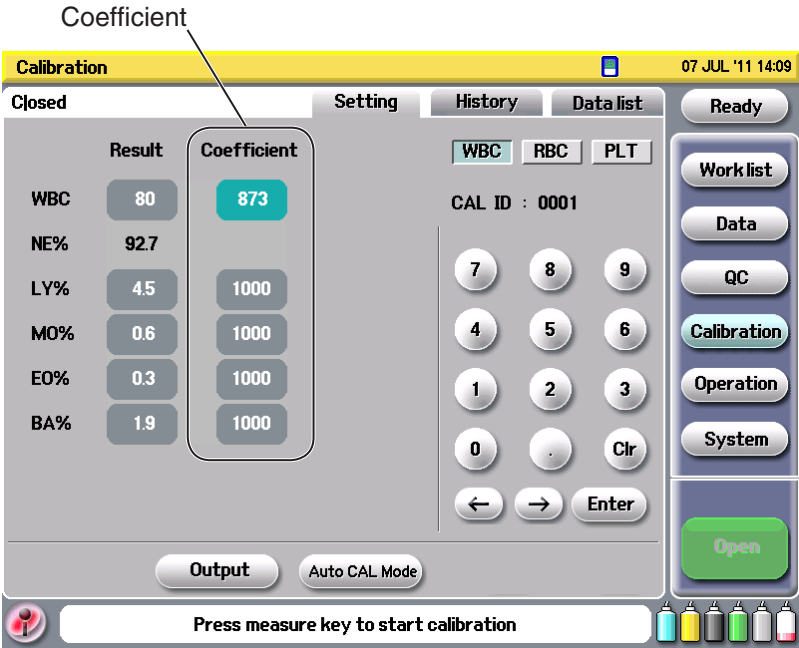 Coefficient
Calibration 07 JUL '11 14:09
Closed Setting History Data list Ready
Result Coefficient WBC RBC PLT
Work list
WBC 80 873 CAL ID : 0001
Data
NE% 92.7
7 8 9
QC
LY% 4.5 1000
MO% 0.6 1000 4 5 6 Calibration
EO% 0.3 1000 1 2 3 Operation
BA% 1.9 1000
System
0 . Clr
← → Enter
Open
Output Auto CAL Mode
Press measure key to start calibration